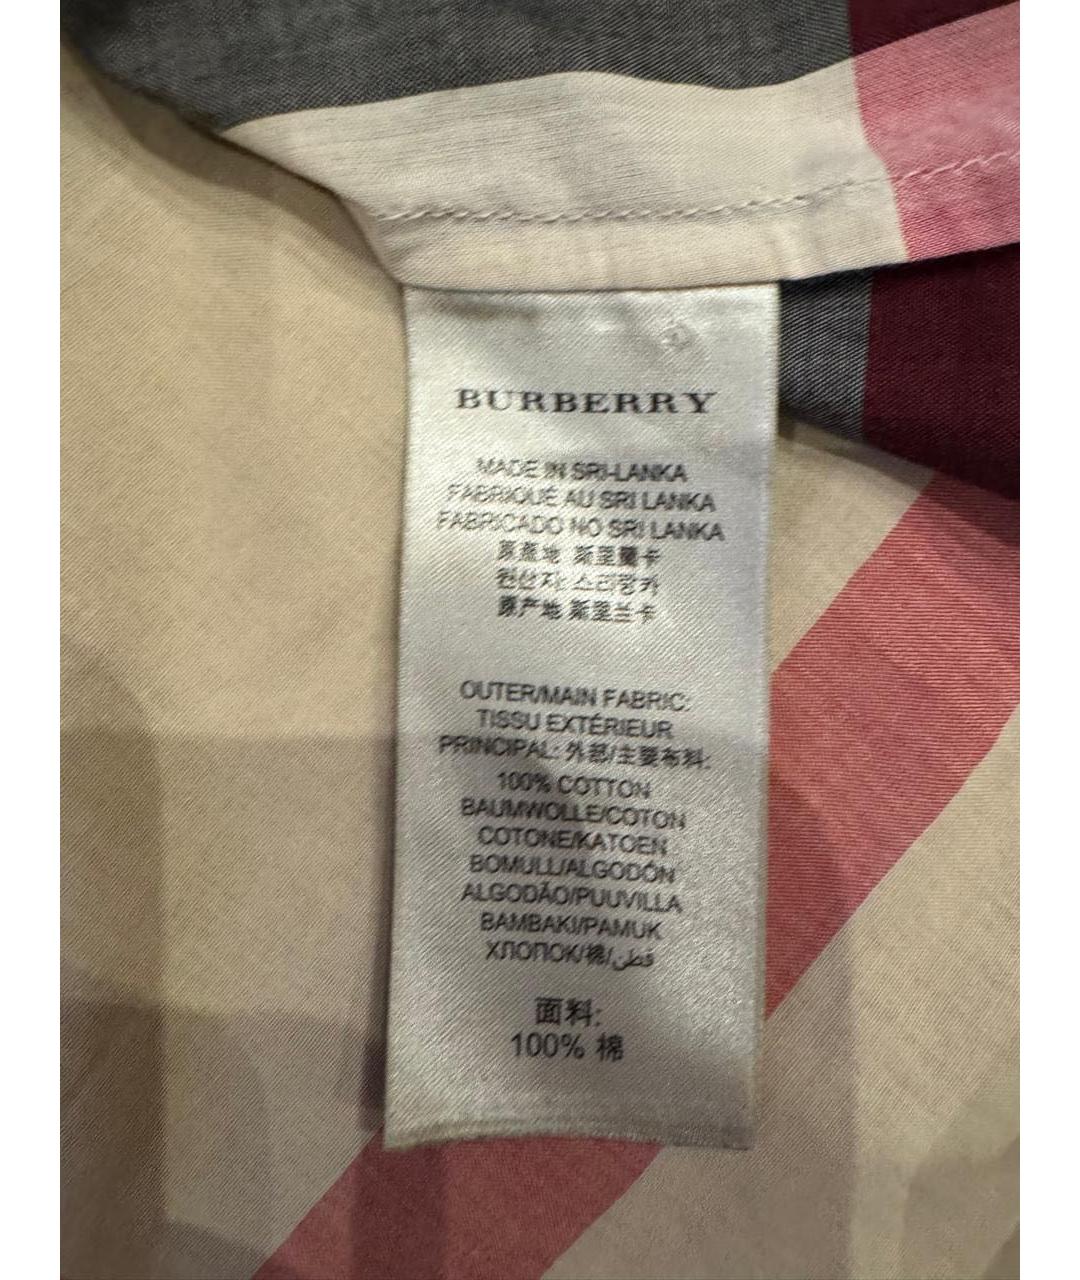 BURBERRY
MADE IN SRI-LANKA
FABRIQUÉ AU SRI LANKA
FABRICADO NO SRI LANKA
原產地 斯里蘭卡
원산지: 스리랑카
原产地 斯里兰卡
OUTER/MAIN FABRIC:
TISSU EXTÉRIEUR
PRINCIPAL: 外部/主要布料:
100% COTTON
BAUMWOLLE/COTON
COTONE/KATOEN
BOMULL/ALGODÓN
ALGODÃO/PUUVILLA
BAMBAKI/PAMUK
ХЛОПОК/棉/قطن
面料:
100% 棉